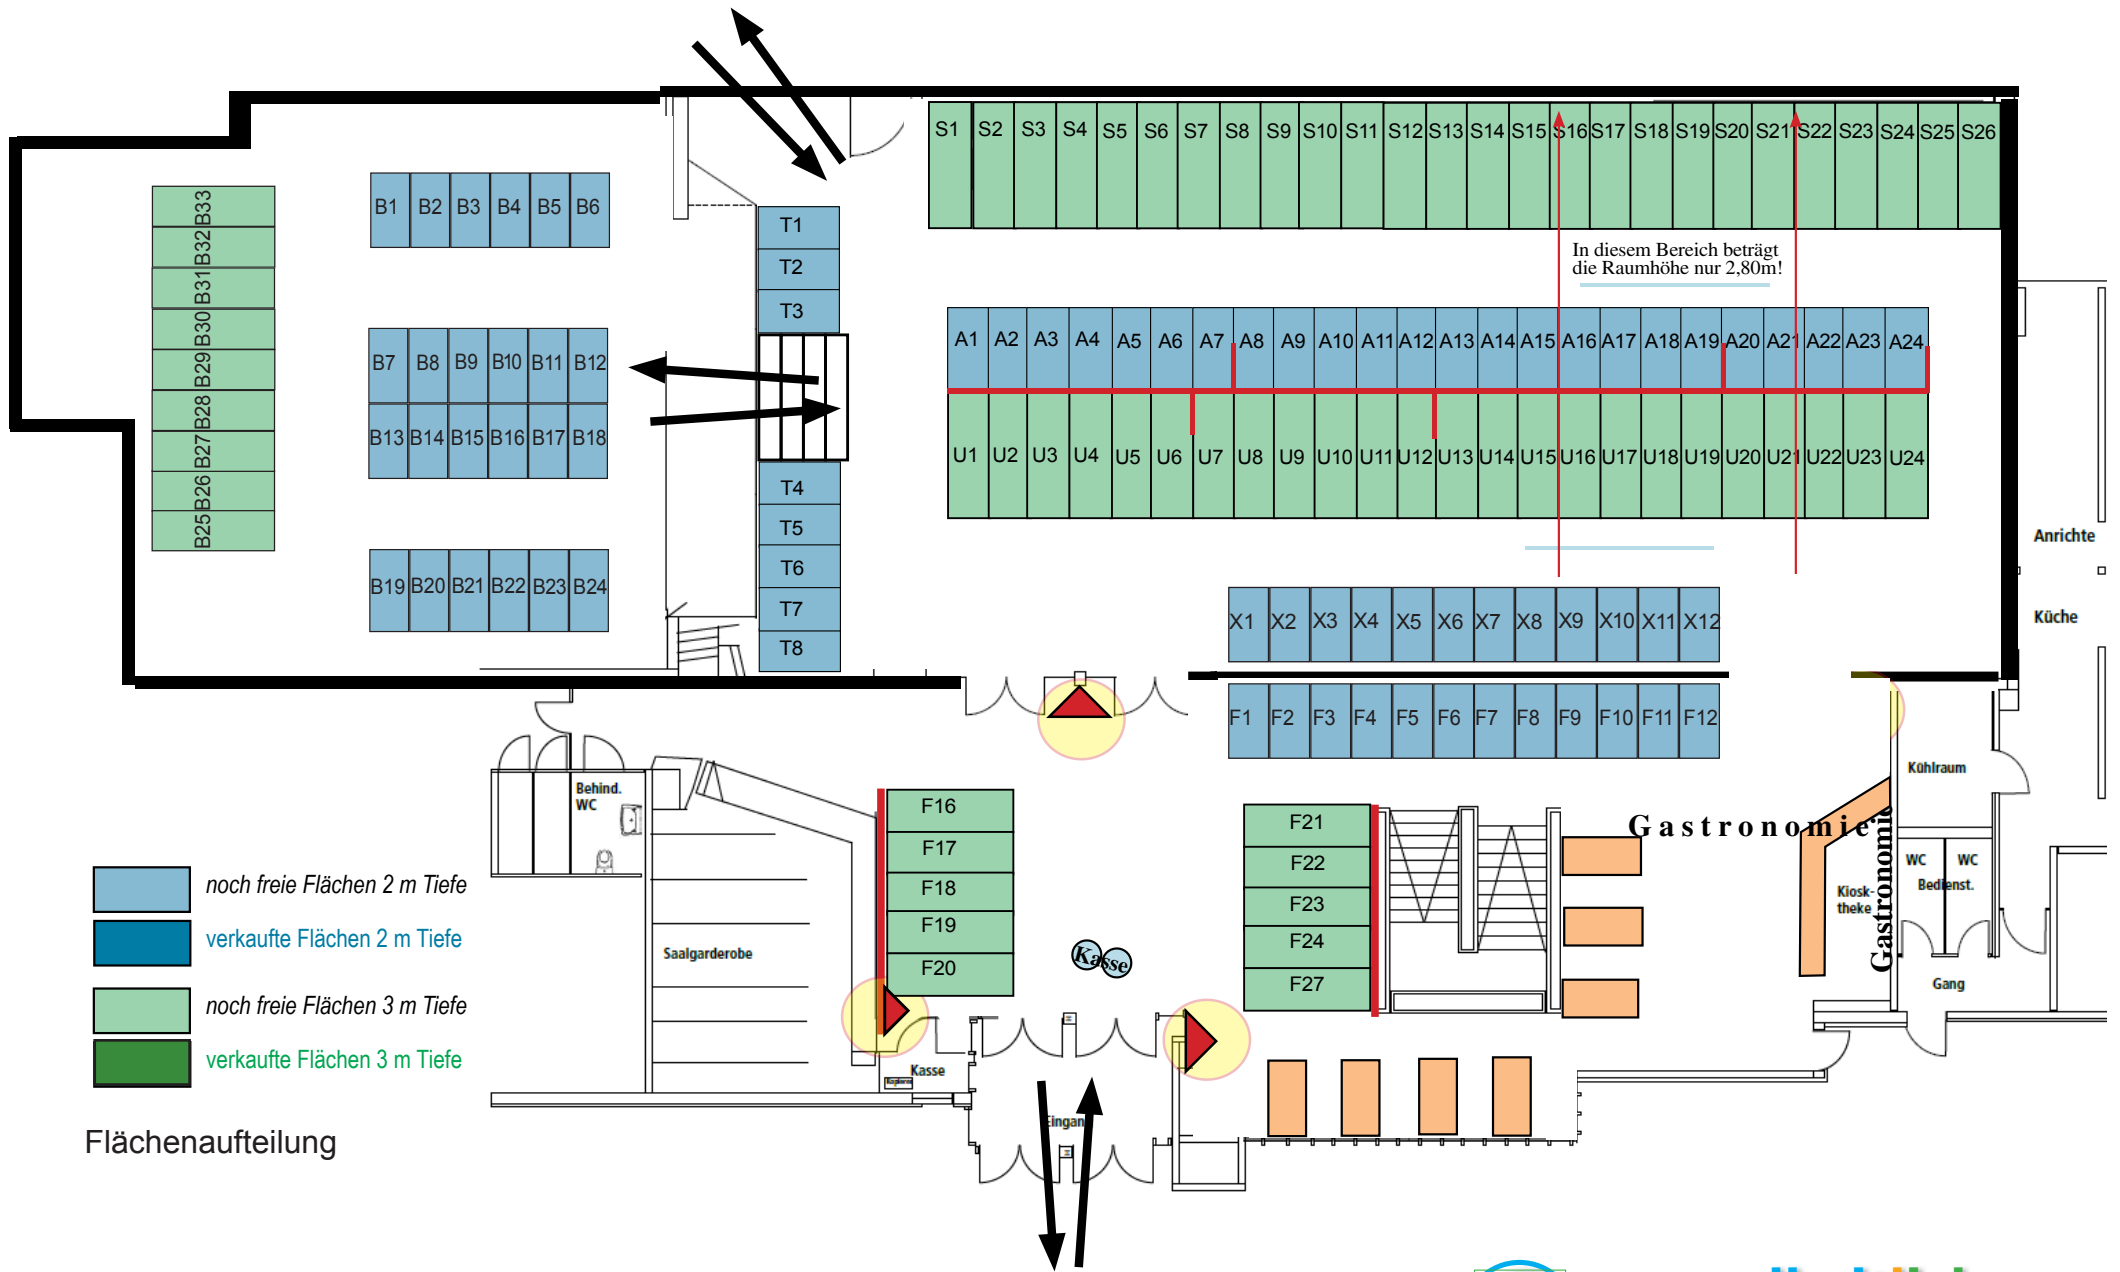 S1 S2 S3 S4 S5 S6 S7 S8 S9 S10 S11 S12 S13 S14 S15 S16 S17 S18 S19 S20 S21 S22 S23 S24 S25 S26
B33
B32
B31
B30
B29
B28
B27
B26
B25
B1 B2 B3 B4 B5 B6
T1
T2
T3
In diesem Bereich beträgt
die Raumhöhe nur 2,80m!
A1 A2 A3 A4 A5 A6 A7 A8 A9 A10 A11 A12 A13 A14 A15 A16 A17 A18 A19 A20 A21 A22 A23 A24
B7 B8 B9 B10 B11 B12
B13 B14 B15 B16 B17 B18
U1 U2 U3 U4 U5 U6 U7 U8 U9 U10 U11 U12 U13 U14 U15 U16 U17 U18 U19 U20 U21 U22 U23 U24
T4
T5
T6
T7
T8
B19 B20 B21 B22 B23 B24
Anrichte
Küche
X1 X2 X3 X4 X5 X6 X7 X8 X9 X10 X11 X12
F1 F2 F3 F4 F5 F6 F7 F8 F9 F10 F11 F12
Behind.
WC
Kühlraum
F16
F17
F18
F19
F20
F21
F22
F23
F24
F27
Gastronomie
Gastronomie
WC WC
Bedienst.
Kiosk-
theke
Gang
Saalgarderobe
Kasse
Kasse
Eingan
noch freie Flächen 2 m Tiefe
verkaufte Flächen 2 m Tiefe
noch freie Flächen 3 m Tiefe
verkaufte Flächen 3 m Tiefe
Flächenaufteilung